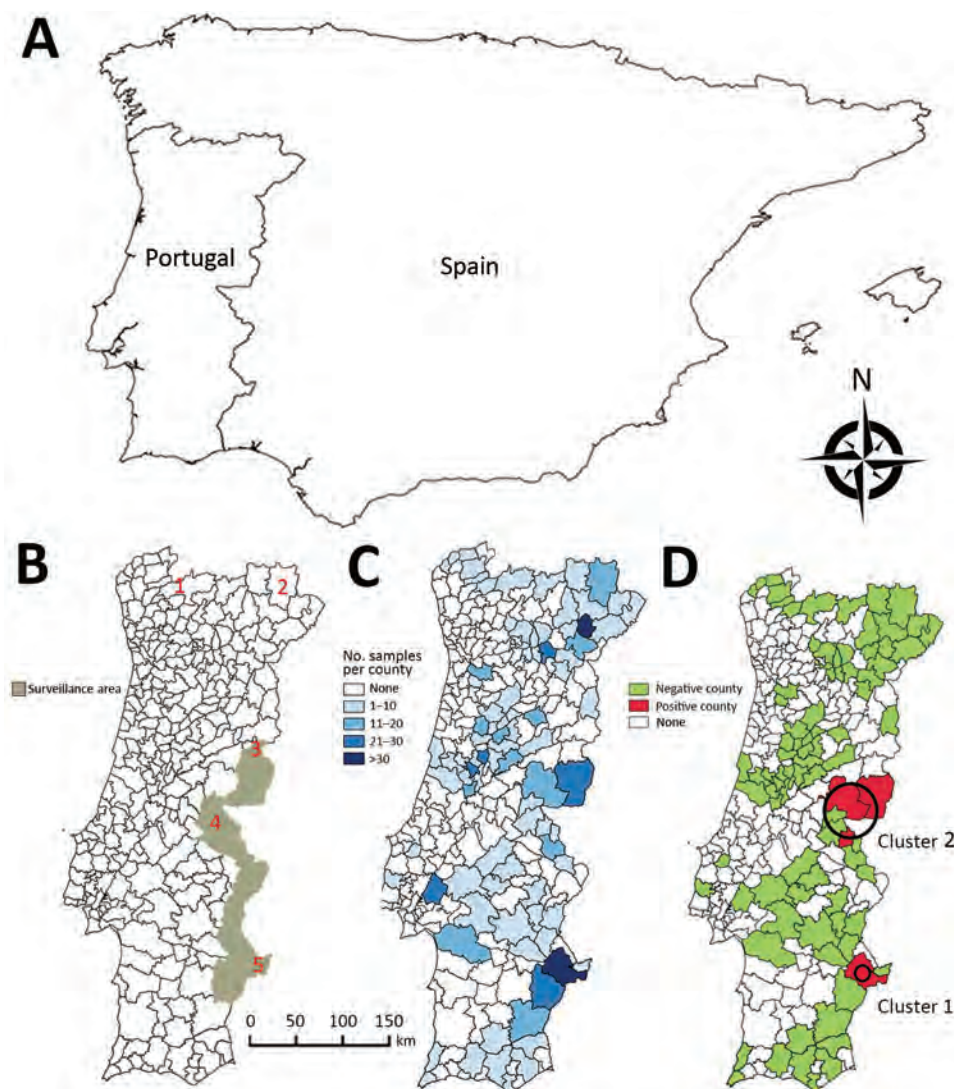 A
Portugal
Spain
N
B
1
2
Surveillance area
3
4
5
0 50 100 150
km
C
No. samples
per county
None
1–10
11–20
21–30
>30
D
Negative county
Positive county
None
Cluster 2
Cluster 1